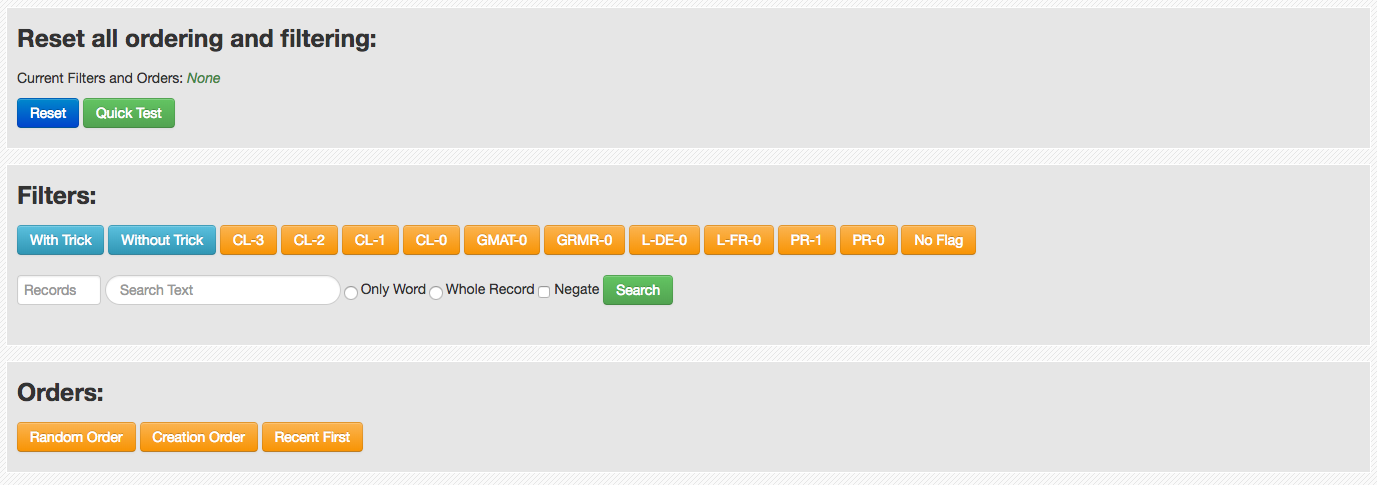 Reset all ordering and filtering:
Current Filters and Orders: None
Reset Quick Test
Filters:
With Trick Without Trick CL-3 CL-2 CL-1 CL-0 GMAT-0 GRMR-0 L-DE-0 L-FR-0 PR-1 PR-0 No Flag
Records Search Text Only Word Whole Record Negate Search
Orders:
Random Order Creation Order Recent First